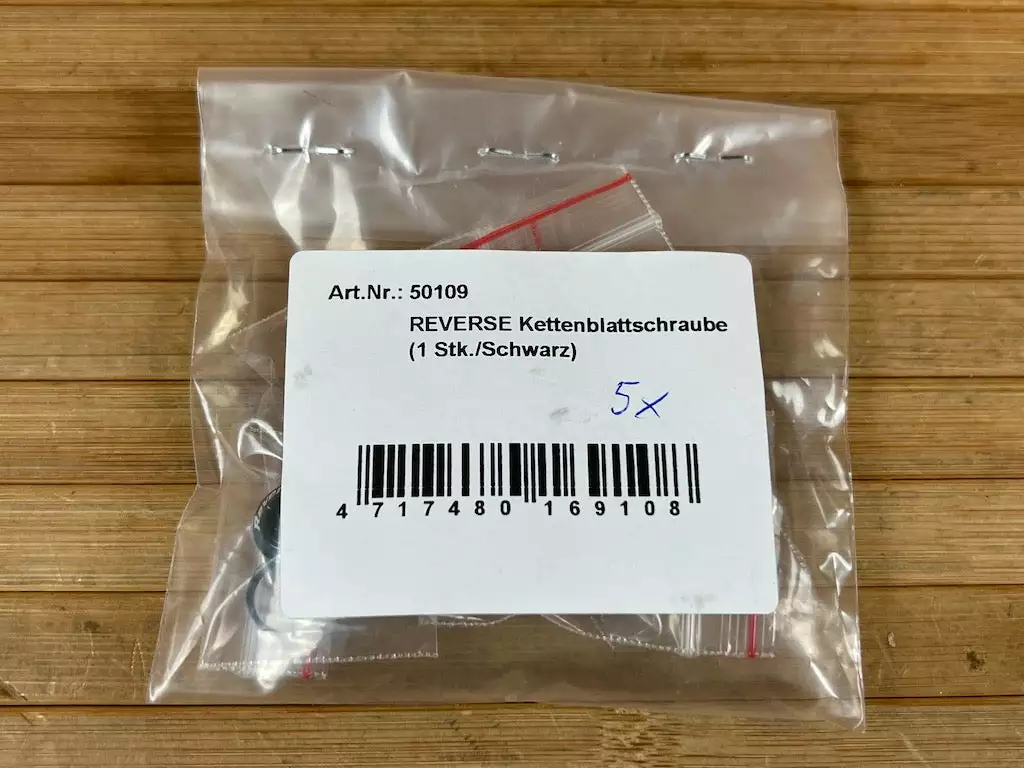 Art.Nr.: 50109
REVERSE Kettenblattschraube
(1 Stk./Schwarz)
5x
4 717480 169108